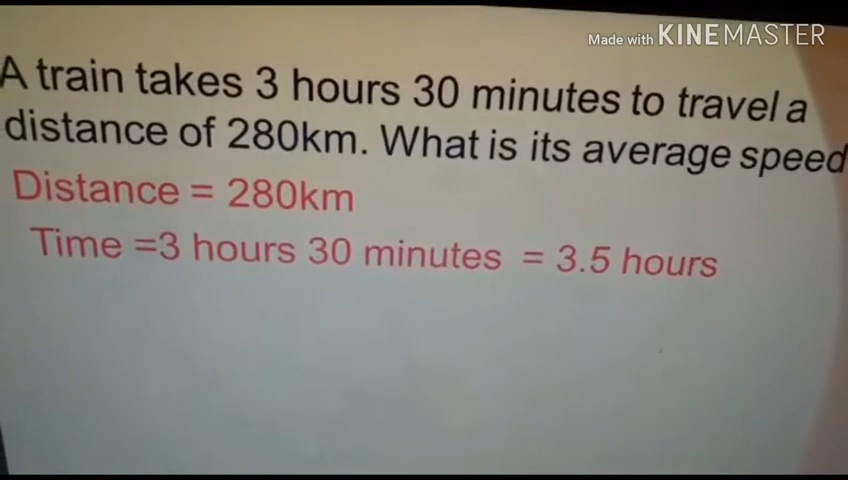 Made with KINEMASTER
A train takes 3 hours 30 minutes to travel a
distance of 280km. What is its average speed
Distance = 280km
Time =3 hours 30 minutes = 3.5 hours